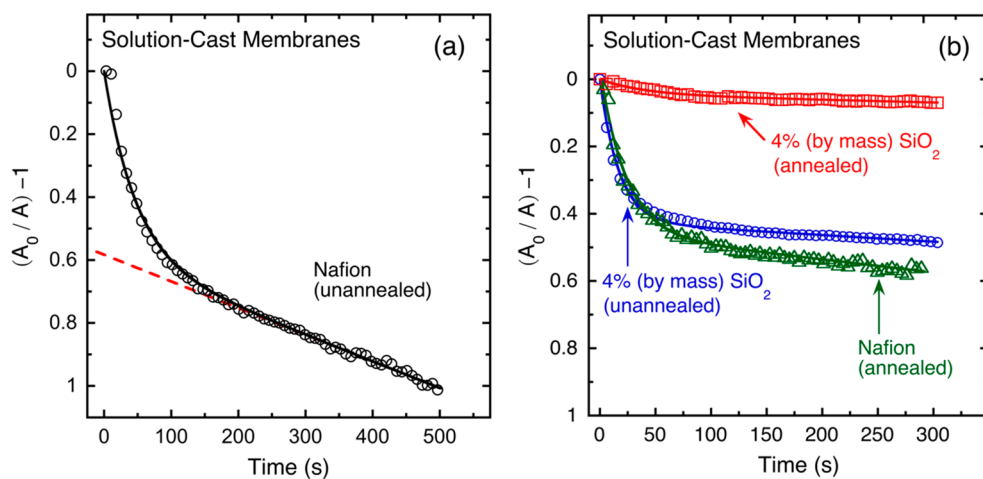 Solution-Cast Membranes (a)
0
0.2
0.4
0.6
0.8
1
(A₀ / A) −1
Nafion
(unannealed)
0 100 200 300 400 500
Time (s)
Solution-Cast Membranes (b)
0
0.2
0.4
0.6
0.8
1
(A₀ / A) −1
4% (by mass) SiO₂
(annealed)
4% (by mass) SiO₂
(unannealed)
Nafion
(annealed)
0 50 100 150 200 250 300
Time (s)